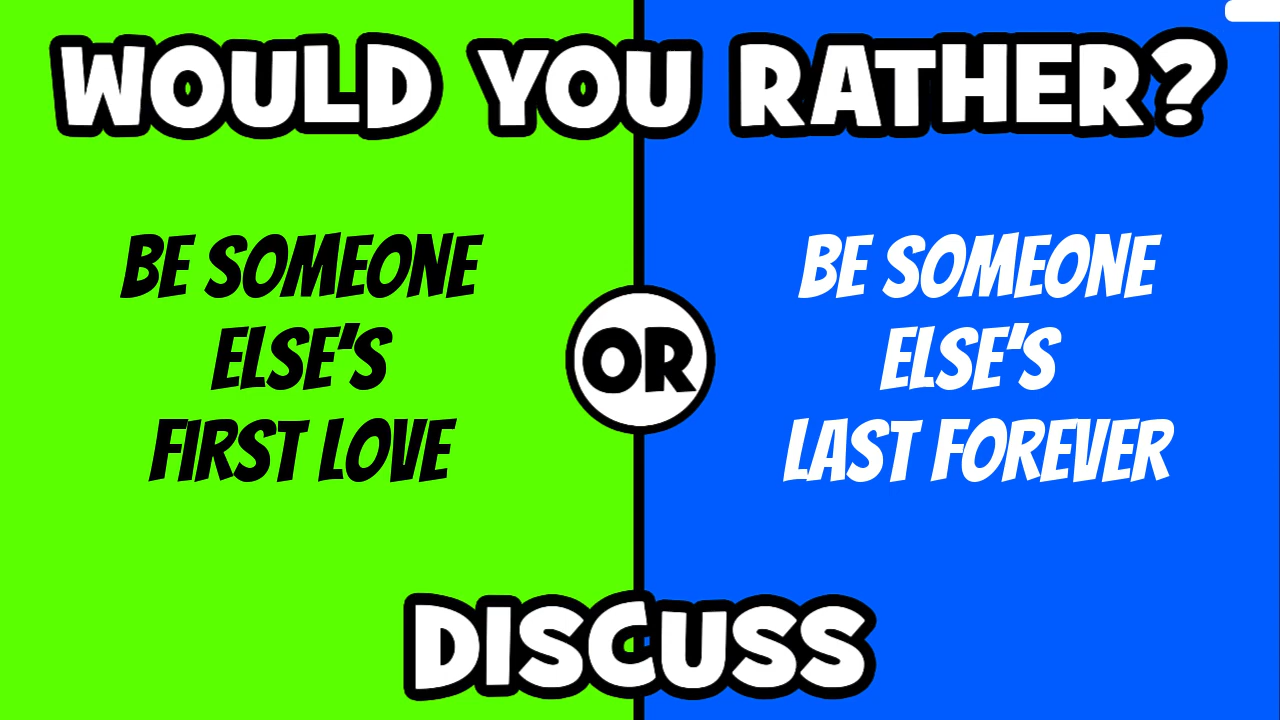 WOULD YOU RATHER?
BE SOMEONE
ELSE'S
FIRST LOVE
OR
BE SOMEONE
ELSE'S
LAST FOREVER
DISCUSS